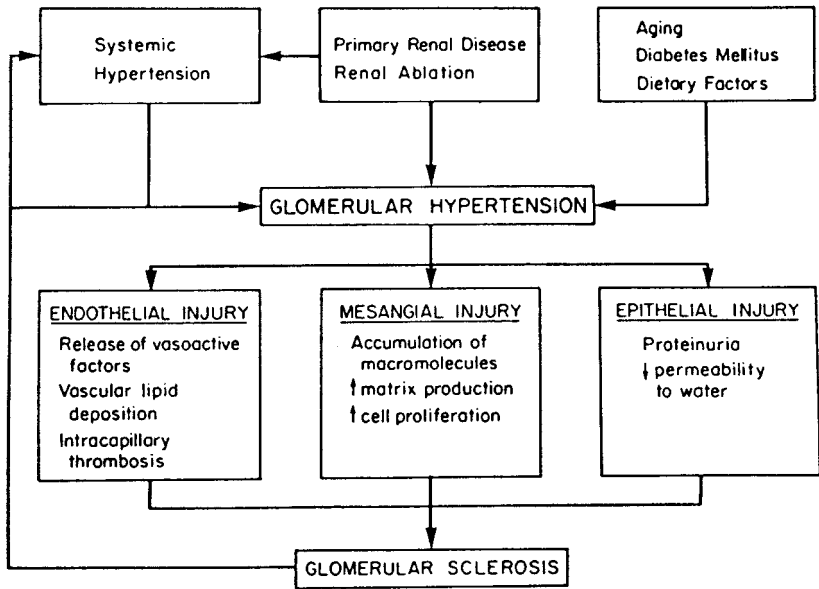 Systemic
Hypertension
Primary Renal Disease
Renal Ablation
Aging
Diabetes Mellitus
Dietary Factors
GLOMERULAR HYPERTENSION
ENDOTHELIAL INJURY
Release of vasoactive
factors
Vascular lipid
deposition
Intracapillary
thrombosis
MESANGIAL INJURY
Accumulation of
macromolecules
↑ matrix production
↑ cell proliferation
EPITHELIAL INJURY
Proteinuria
↓ permeability
to water
GLOMERULAR SCLEROSIS